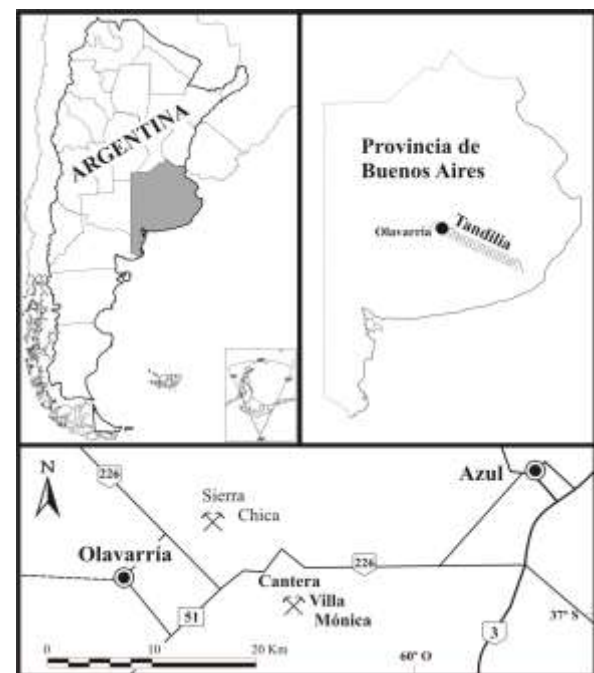 ARGENTINA
Provincia de
Buenos Aires
Olavarría
Tandilia
N
226
Sierra
Chica
Azul
Olavarría
226
Cantera
Villa
Mónica
51
37° S
3
0 10 20 Km
60° O